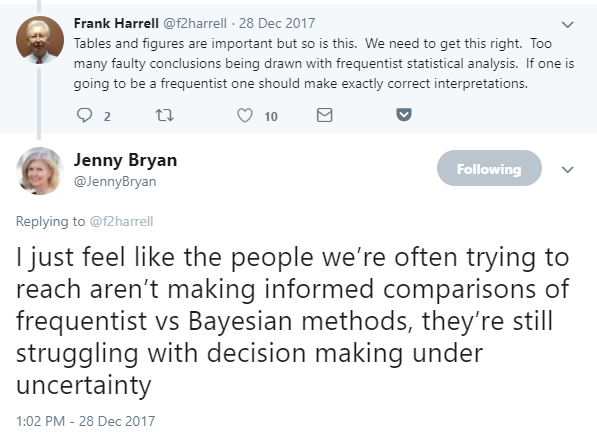 Frank Harrell @f2harrell · 28 Dec 2017
Tables and figures are important but so is this.  We need to get this right.  Too
many faulty conclusions being drawn with frequentist statistical analysis.  If one is
going to be a frequentist one should make exactly correct interpretations.
2 10
Jenny Bryan
@JennyBryan
Following
Replying to @f2harrell
I just feel like the people we’re often trying to
reach aren’t making informed comparisons of
frequentist vs Bayesian methods, they’re still
struggling with decision making under
uncertainty
1:02 PM - 28 Dec 2017